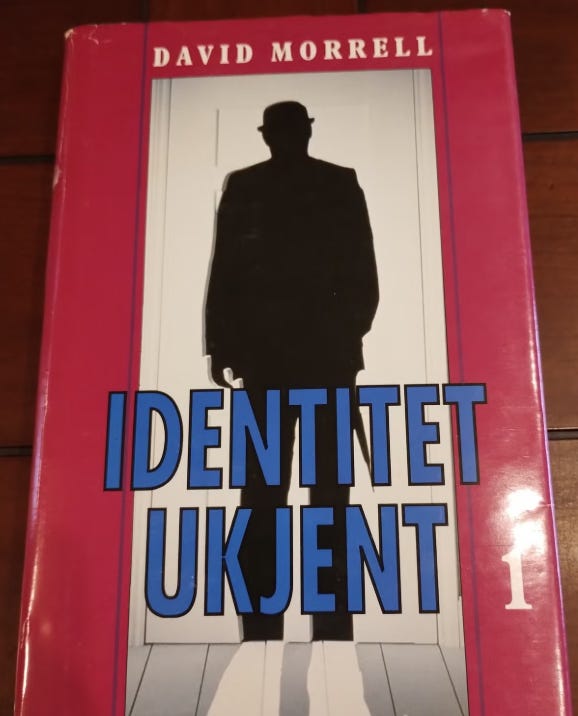 DAVID MORRELL
IDENTITET
UKJENT
1